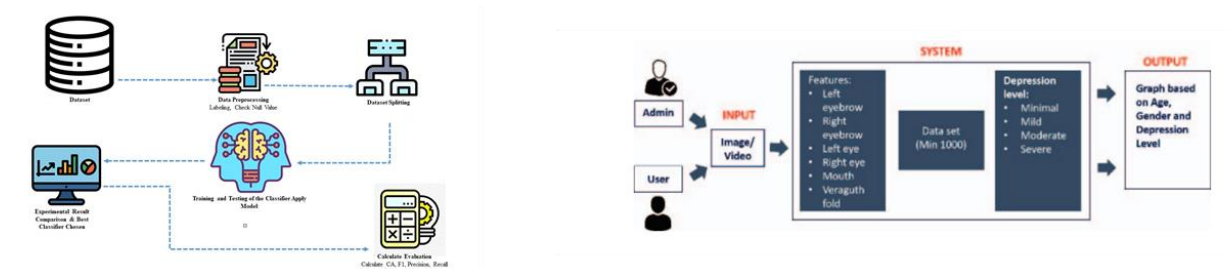 Dataset
Data Preprocessing
Labeling, Check Null Value
Dataset Splitting
Training and Testing of the Classifier Apply
Model
Experimental Result
Comparison & Best
Classifier Chosen
Calculate Evaluation
Calculate CA, F1, Precision, Recall
Admin
User
INPUT
Image/
Video
SYSTEM
Features:
• Left
eyebrow
• Right
eyebrow
• Left eye
• Right eye
• Mouth
• Veraguth
fold
Data set
(Min 1000)
Depression
level:
• Minimal
• Mild
• Moderate
• Severe
OUTPUT
Graph based
on Age,
Gender and
Depression
Level